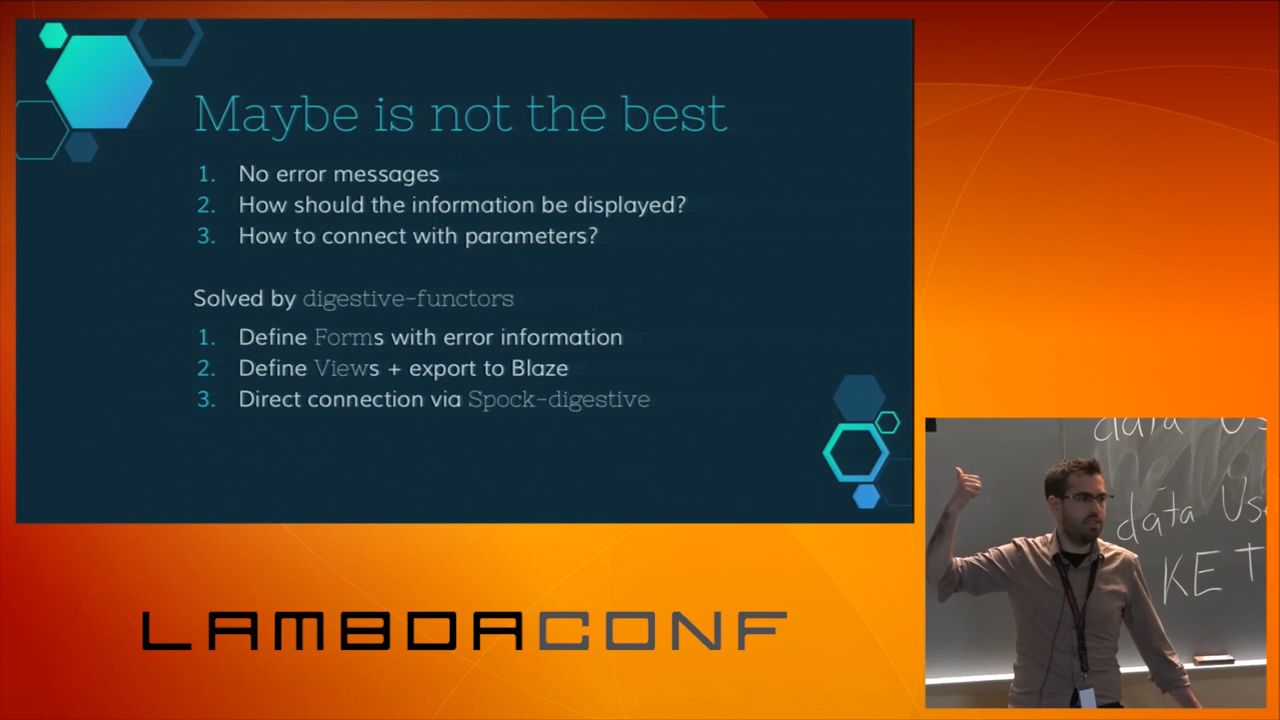 Maybe is not the best
1. No error messages
2. How should the information be displayed?
3. How to connect with parameters?
Solved by digestive-functors
1. Define Forms with error information
2. Define Views + export to Blaze
3. Direct connection via Spock-digestive
data
data Us
KET
LAMBDACONF